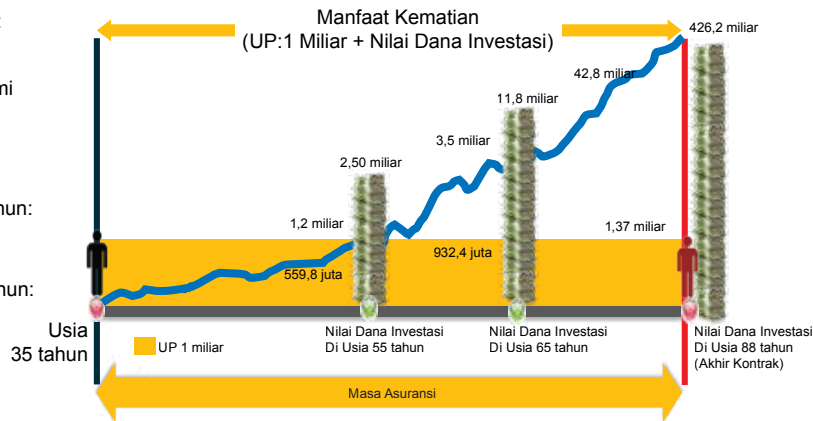 Manfaat Kematian
(UP:1 Miliar + Nilai Dana Investasi)
426,2 miliar
42,8 miliar
mi
11,8 miliar
3,5 miliar
2,50 miliar
hun:
1,2 miliar
1,37 miliar
932,4 juta
559,8 juta
hun:
Usia
35 tahun
UP 1 miliar
Nilai Dana Investasi
Di Usia 55 tahun
Nilai Dana Investasi
Di Usia 65 tahun
Nilai Dana Investasi
Di Usia 88 tahun
(Akhir Kontrak)
Masa Asuransi